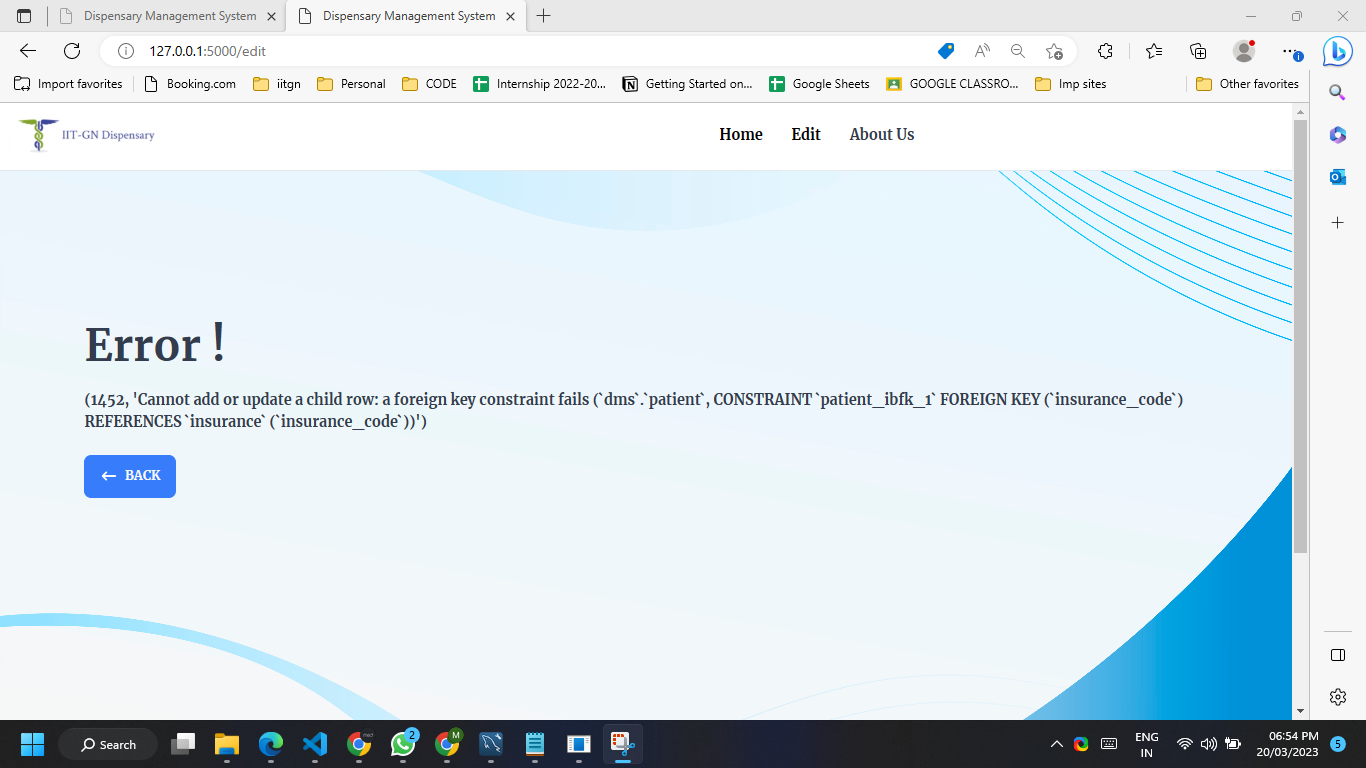 Dispensary Management System
Dispensary Management System
127.0.0.1:5000/edit
Import favorites Booking.com iitgn Personal CODE Internship 2022-20... Getting Started on... Google Sheets GOOGLE CLASSRO... Imp sites Other favorites
IIT-GN Dispensary Home Edit About Us
Error !
(1452, 'Cannot add or update a child row: a foreign key constraint fails (`dms`.`patient`, CONSTRAINT `patient_ibfk_1` FOREIGN KEY (`insurance_code`)
REFERENCES `insurance` (`insurance_code`))')
← BACK
Search 2 M ENG 06:54 PM
IN 20/03/2023 5